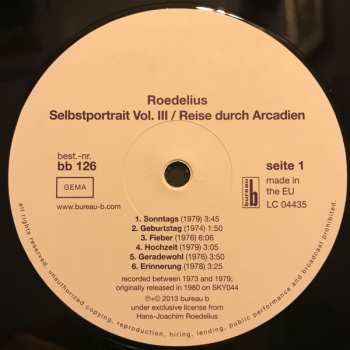 Roedelius
Selbstportrait Vol. III / Reise durch Arcadien
best.-nr.
bb 126
GEMA
www.bureau-b.com
seite 1
bureau b
made in
the EU
LC 04435
1. Sonntags (1979) 3:45
2. Geburtstag (1974) 1:50
3. Fieber (1976) 6:06
4. Hochzeit (1979) 3:05
5. Geradewohl (1976) 3:30
6. Erinnerung (1978) 3:25
recorded between 1973 and 1979;
originally released in 1980 on SKY044
℗+© 2013 bureau b
under exclusive license from
Hans-Joachim Roedelius
all rights reserved. unauthorized copying, reproduction, hiring, lending, public performance and broadcast prohibited.